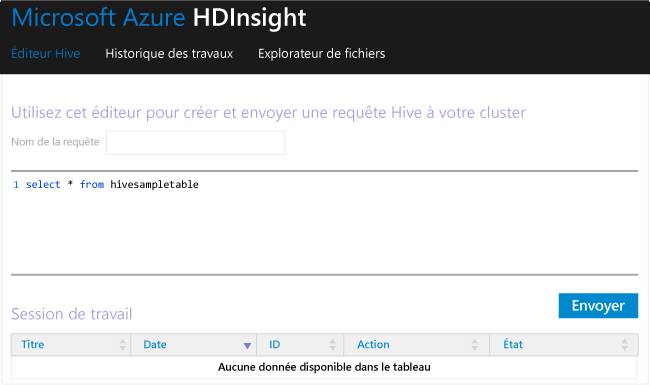 Microsoft Azure HDInsight
Éditeur Hive Historique des travaux Explorateur de fichiers
Utilisez cet éditeur pour créer et envoyer une requête Hive à votre cluster
Nom de la requête
1 select * from hivesampletable
Envoyer
Session de travail
Titre Date ID Action État
Aucune donnée disponible dans le tableau